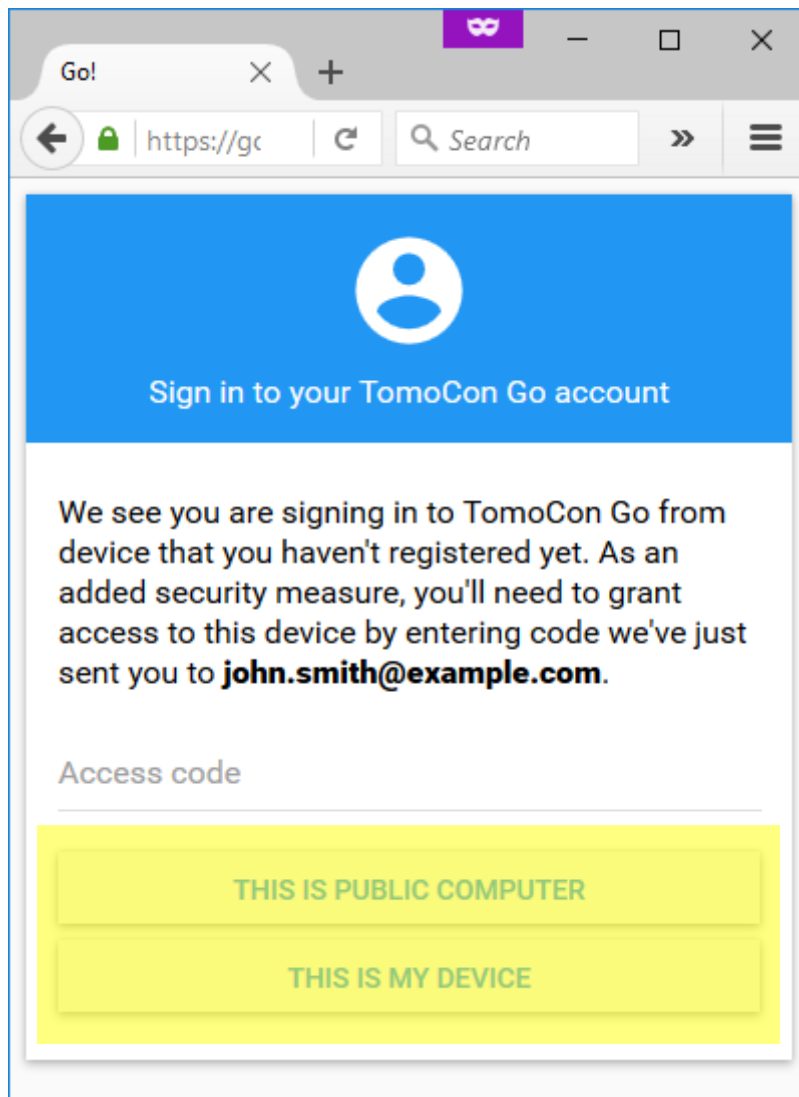 Go!
https://gc
Search
Sign in to your TomoCon Go account
We see you are signing in to TomoCon Go from
device that you haven't registered yet. As an
added security measure, you'll need to grant
access to this device by entering code we've just
sent you to john.smith@example.com.
Access code
THIS IS PUBLIC COMPUTER
THIS IS MY DEVICE